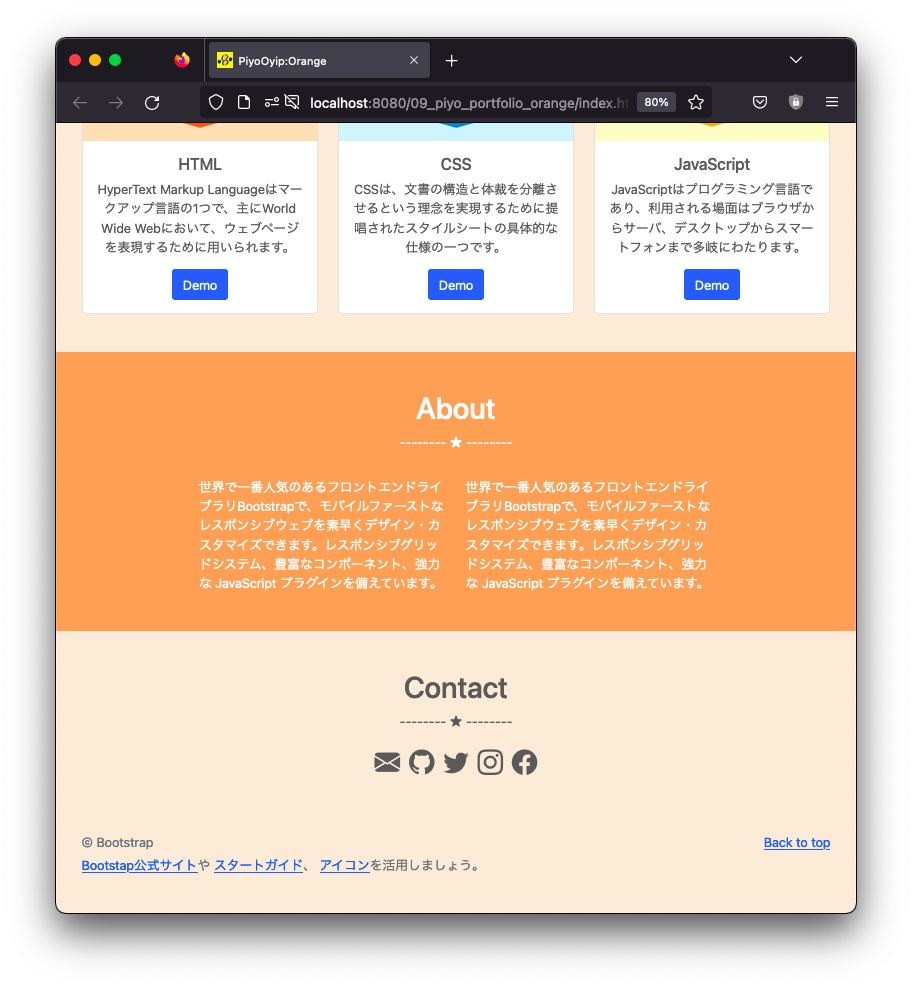 PiyoOyip:Orange
localhost:8080/09_piyo_portfolio_orange/index.h
80%
HTML
HyperText Markup Languageはマー
クアップ言語の1つで、主にWorld
Wide Webにおいて、ウェブページ
を表現するために用いられます。
Demo
CSS
CSSは、文書の構造と体裁を分離さ
せるという理念を実現するために提
唱されたスタイルシートの具体的な
仕様の一つです。
Demo
JavaScript
JavaScriptはプログラミング言語で
あり、利用される場面はブラウザか
らサーバ、デスクトップからスマー
トフォンまで多岐にわたります。
Demo
About
-------- ★ --------
世界で一番人気のあるフロントエンドライ
ブラリBootstrapで、モバイルファーストな
レスポンシブウェブを素早くデザイン・カ
スタマイズできます。レスポンシブグリッ
ドシステム、豊富なコンポーネント、強力
な JavaScript プラグインを備えています。
世界で一番人気のあるフロントエンドライ
ブラリBootstrapで、モバイルファーストな
レスポンシブウェブを素早くデザイン・カ
スタマイズできます。レスポンシブグリッ
ドシステム、豊富なコンポーネント、強力
な JavaScript プラグインを備えています。
Contact
-------- ★ --------
© Bootstrap
Back to top
Bootstap公式サイトや スタートガイド、 アイコンを活用しましょう。